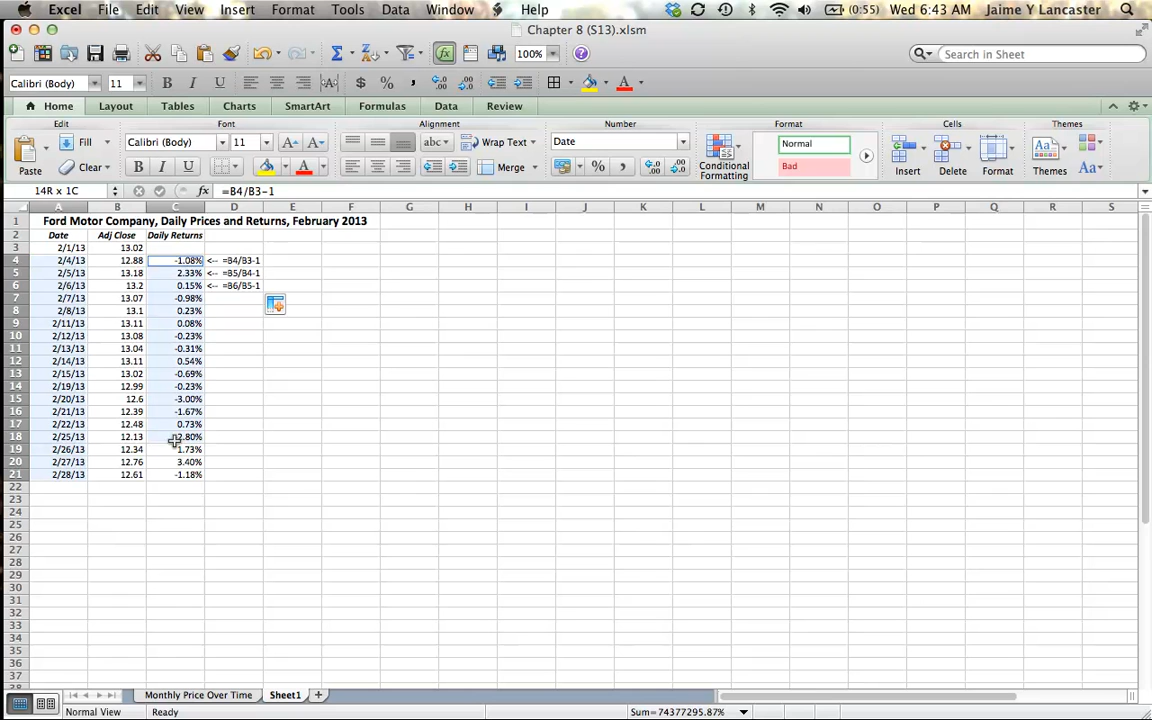 Excel File Edit View Insert Format Tools Data Window Help (0:55) Wed 6:43 AM Jaime Y Lancaster
Chapter 8 (S13).xlsm
100% Search in Sheet
Calibri (Body) 11 B I U ABC $ % , A
Home Layout Tables Charts SmartArt Formulas Data Review
Edit Font Alignment Number Format Cells Themes
Fill Calibri (Body) 11 A A abc Wrap Text Date Normal
Paste Clear B I U A Merge % , Conditional Formatting Bad Insert Delete Format Themes Aa
14R x 1C fx =B4/B3-1
A B C D E F G H I J K L M N O P Q R S
1 Ford Motor Company, Daily Prices and Returns, February 2013
2 Date Adj Close Daily Returns
3 2/1/13 13.02
4 2/4/13 12.88 -1.08% <-- =B4/B3-1
5 2/5/13 13.18 2.33% <-- =B5/B4-1
6 2/6/13 13.2 0.15% <-- =B6/B5-1
7 2/7/13 13.07 -0.98%
8 2/8/13 13.1 0.23%
9 2/11/13 13.11 0.08%
10 2/12/13 13.08 -0.23%
11 2/13/13 13.04 -0.31%
12 2/14/13 13.11 0.54%
13 2/15/13 13.02 -0.69%
14 2/19/13 12.99 -0.23%
15 2/20/13 12.6 -3.00%
16 2/21/13 12.39 -1.67%
17 2/22/13 12.48 0.73%
18 2/25/13 12.13 2.80%
19 2/26/13 12.34 1.73%
20 2/27/13 12.76 3.40%
21 2/28/13 12.61 -1.18%
22
23
24
25
26
27
28
29
30
31
32
33
34
35
36
37
Monthly Price Over Time Sheet1
Normal View Ready Sum=74377295.87%